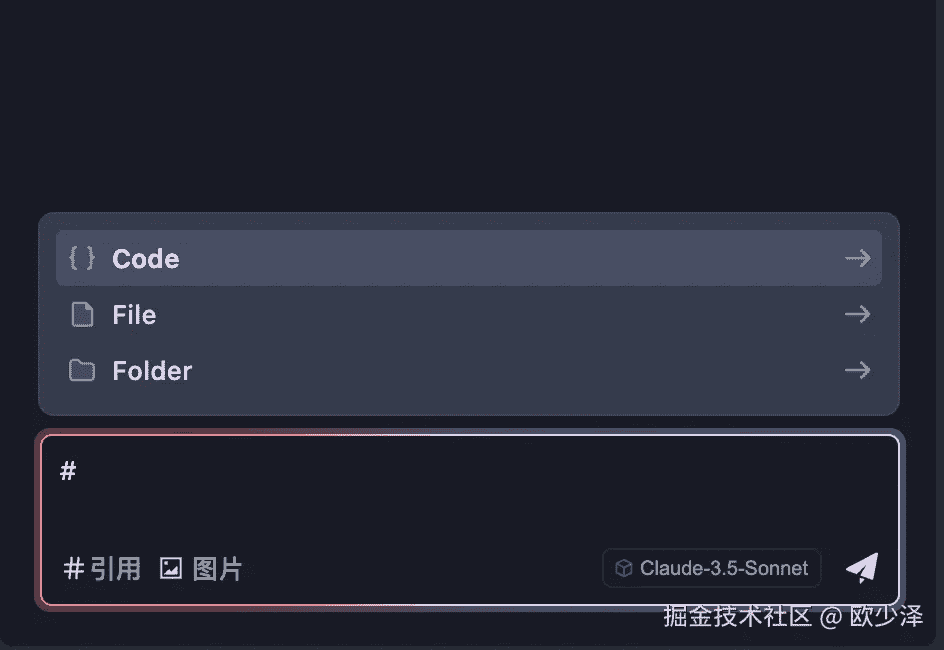 Code
File
Folder
#
# 引用 图片 Claude-3.5-Sonnet
掘金技术社区 @ 欧少泽